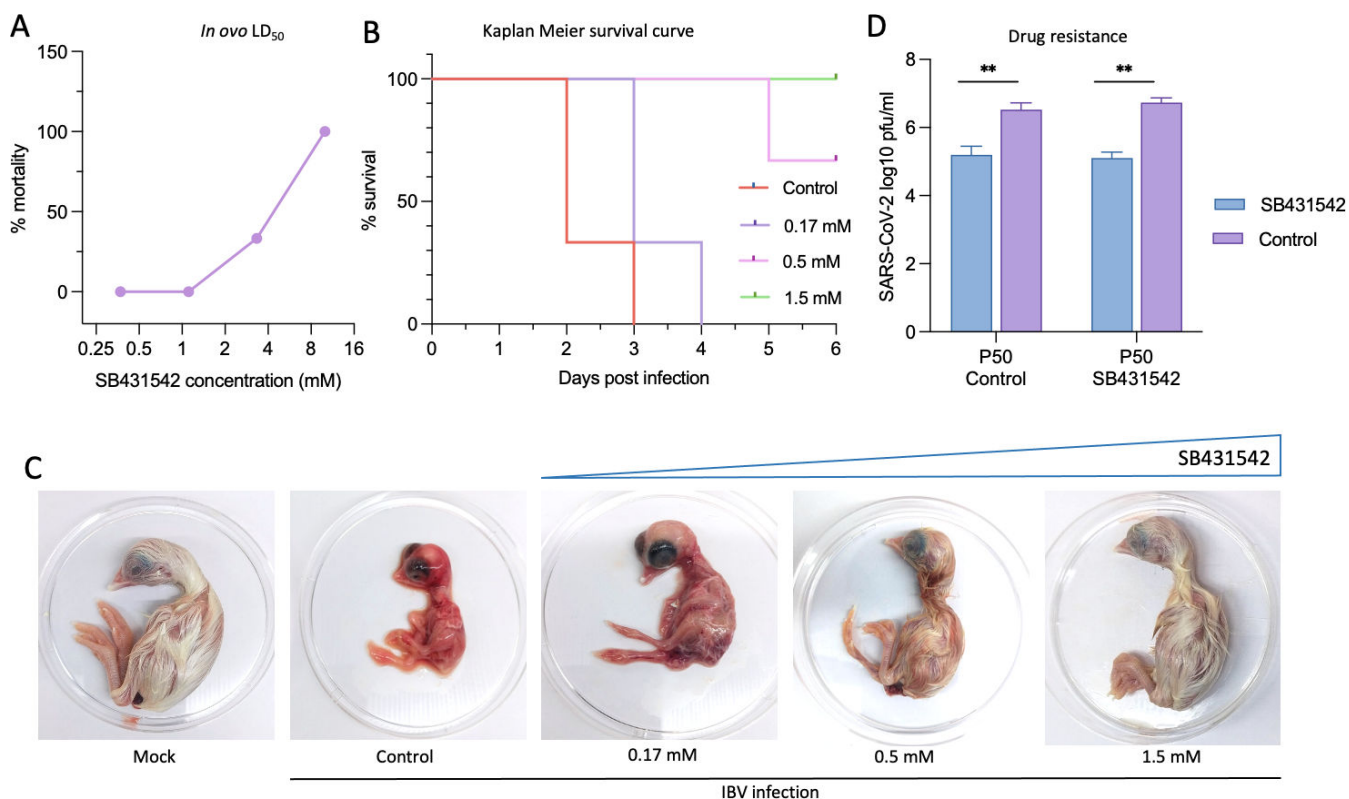 A
In ovo LD50
150
100
50
0
% mortality
0.25 0.5 1 2 4 8 16
SB431542 concentration (mM)
B
Kaplan Meier survival curve
100
50
0
% survival
0 1 2 3 4 5 6
Days post infection
Control
0.17 mM
0.5 mM
1.5 mM
D
Drug resistance
8
6
4
2
0
SARS-CoV-2 log10 pfu/ml
** **
P50 P50
Control SB431542
SB431542
Control
C
SB431542
Mock Control 0.17 mM 0.5 mM 1.5 mM
IBV infection